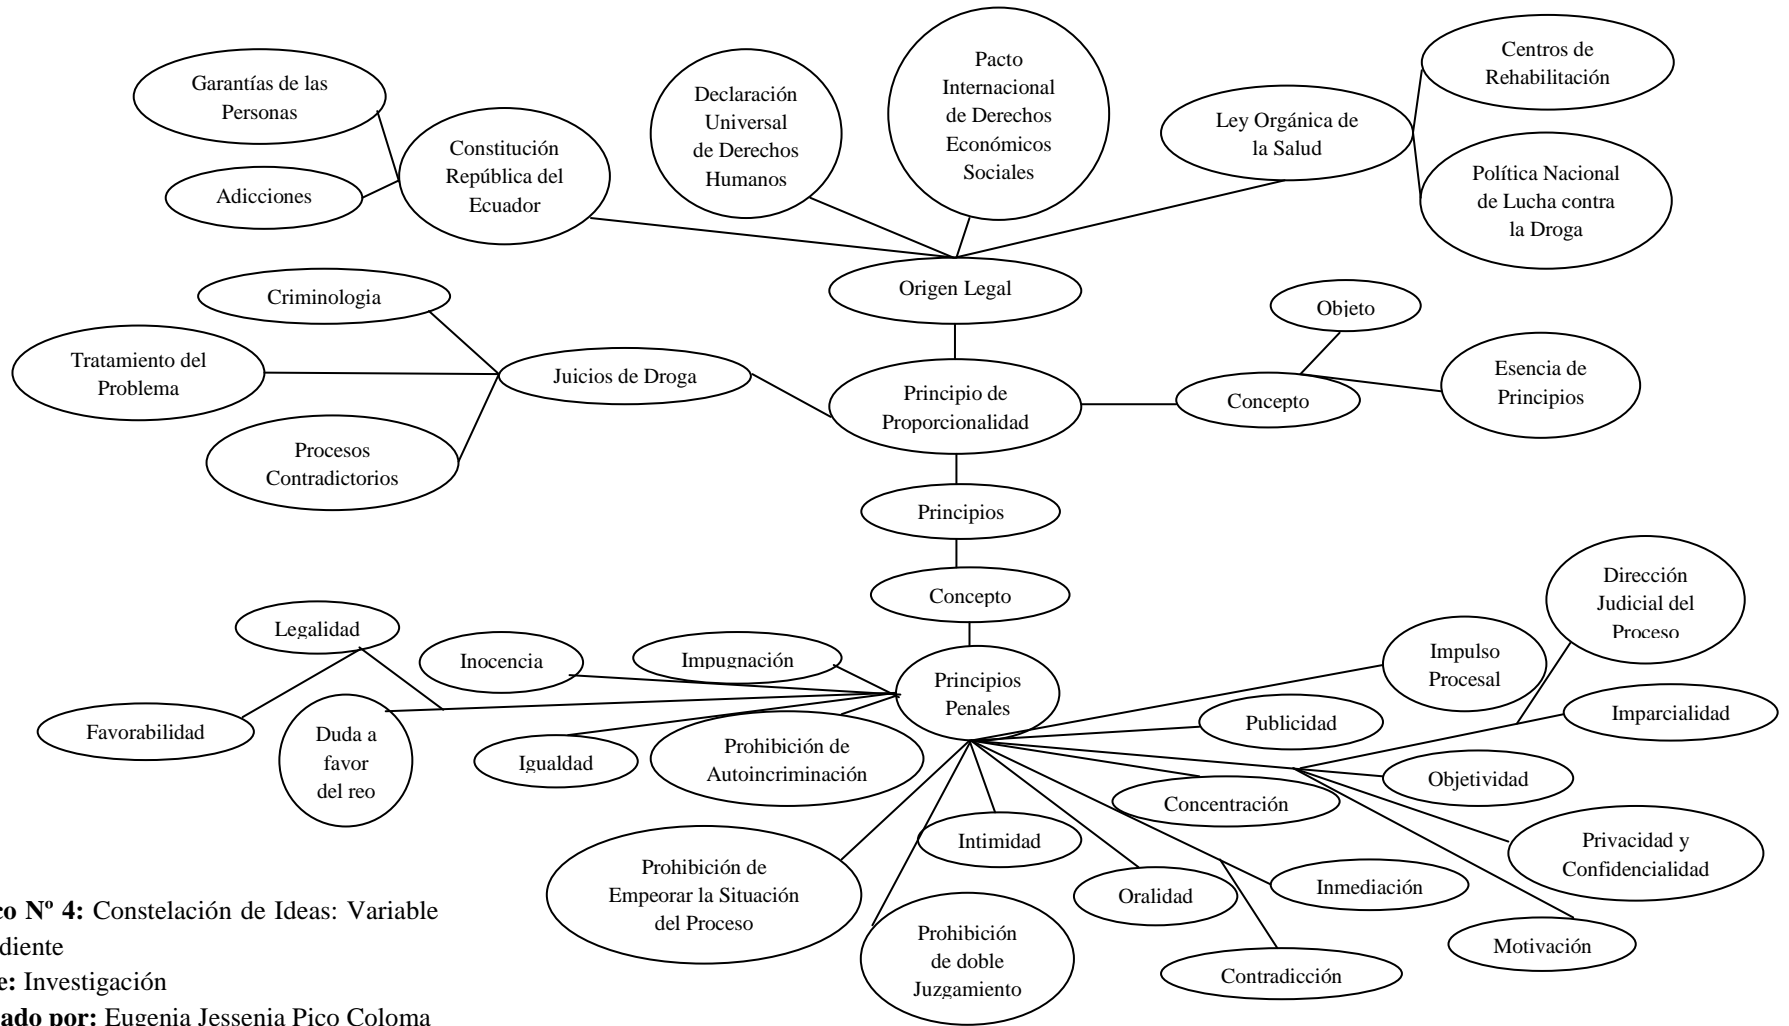 Garantías de las
Personas
Adicciones
Constitución
República del
Ecuador
Declaración
Universal
de Derechos
Humanos
Pacto
Internacional
de Derechos
Económicos
Sociales
Ley Orgánica de
la Salud
Centros de
Rehabilitación
Política Nacional
de Lucha contra
la Droga
Origen Legal
Criminologia
Tratamiento del
Problema
Procesos
Contradictorios
Juicios de Droga
Principio de
Proporcionalidad
Objeto
Concepto
Esencia de
Principios
Principios
Concepto
Principios
Penales
Legalidad
Favorabilidad
Duda a
favor
del reo
Inocencia
Impugnación
Igualdad
Prohibición de
Autoincriminación
Prohibición de
Empeorar la Situación
del Proceso
Prohibición
de doble
Juzgamiento
Intimidad
Oralidad
Concentración
Inmediación
Contradicción
Publicidad
Impulso
Procesal
Dirección
Judicial del
Proceso
Imparcialidad
Objetividad
Privacidad y
Confidencialidad
Motivación
co Nº 4: Constelación de Ideas: Variable
diente
e: Investigación
ado por: Eugenia Jessenia Pico Coloma